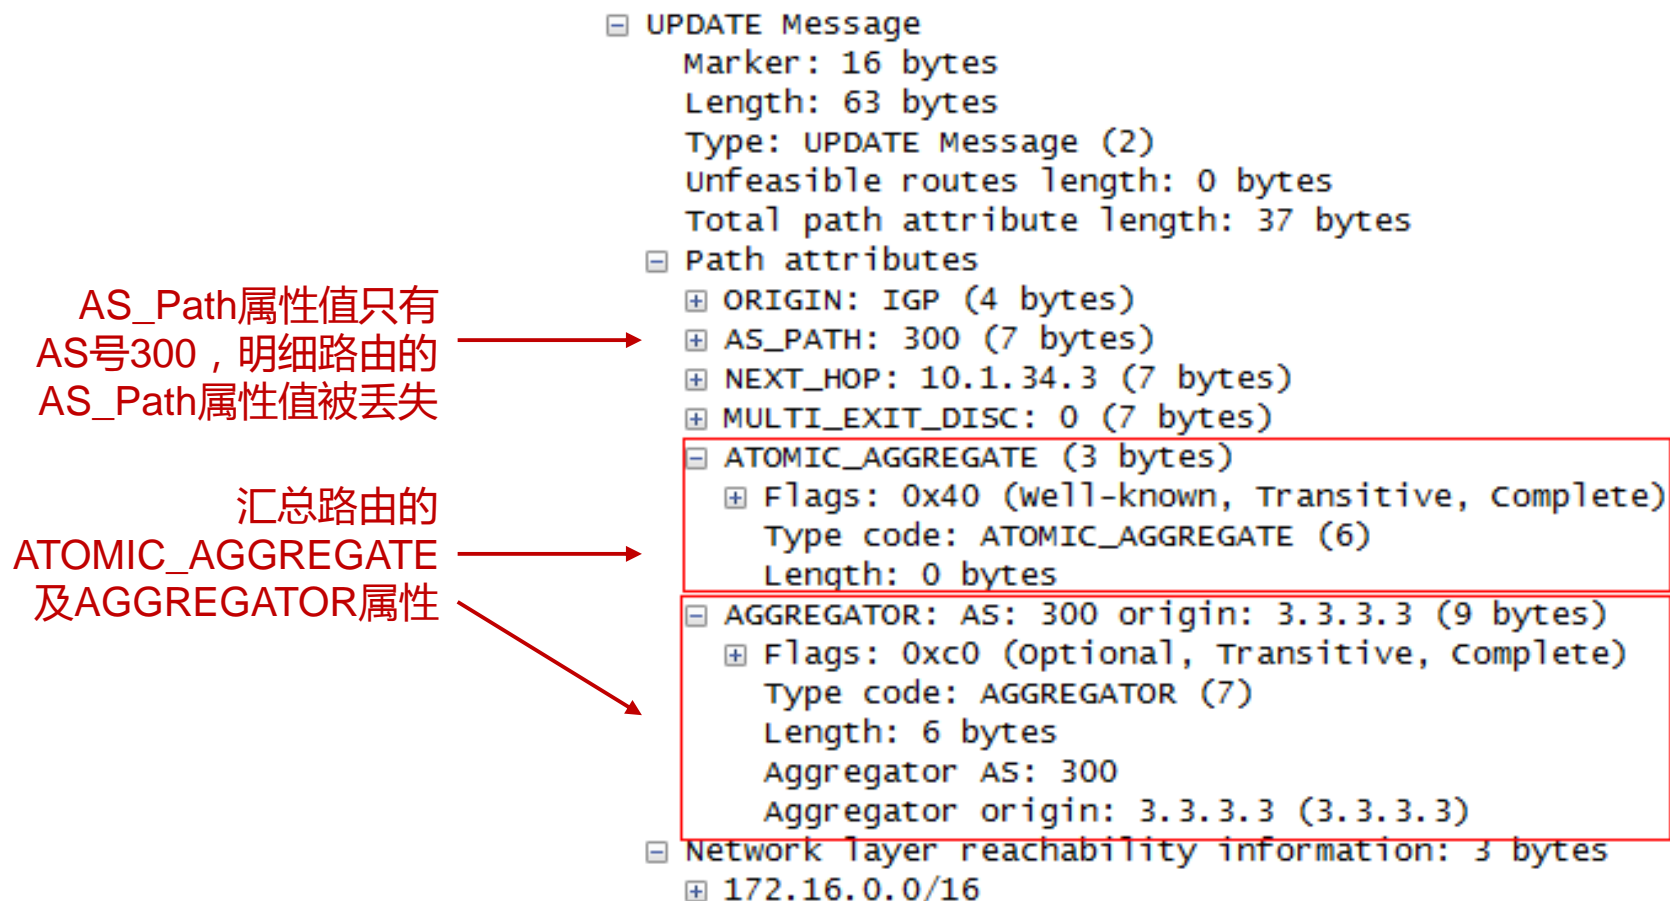 UPDATE Message
Marker: 16 bytes
Length: 63 bytes
Type: UPDATE Message (2)
Unfeasible routes length: 0 bytes
Total path attribute length: 37 bytes
Path attributes
ORIGIN: IGP (4 bytes)
AS_PATH: 300 (7 bytes)
NEXT_HOP: 10.1.34.3 (7 bytes)
MULTI_EXIT_DISC: 0 (7 bytes)
ATOMIC_AGGREGATE (3 bytes)
Flags: 0x40 (Well-known, Transitive, Complete)
Type code: ATOMIC_AGGREGATE (6)
Length: 0 bytes
AGGREGATOR: AS: 300 origin: 3.3.3.3 (9 bytes)
Flags: 0xc0 (Optional, Transitive, Complete)
Type code: AGGREGATOR (7)
Length: 6 bytes
Aggregator AS: 300
Aggregator origin: 3.3.3.3 (3.3.3.3)
Network layer reachability information: 3 bytes
172.16.0.0/16
AS_Path属性值只有
AS号300，明细路由的
AS_Path属性值被丢失
汇总路由的
ATOMIC_AGGREGATE
及AGGREGATOR属性